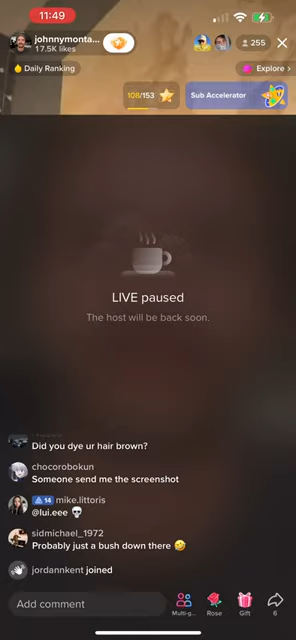 11:49
johnnymonta...
17.5K likes
255
Daily Ranking
Explore >
108/153
Sub Accelerator
LIVE paused
The host will be back soon.
Did you dye ur hair brown?
chocorobokun
Someone send me the screenshot
14 mike.littoris
@lui.eee 💀
sidmichael_1972
Probably just a bush down there 🤣
jordannkent joined
Add comment
Multi-g...
Rose
Gift
6